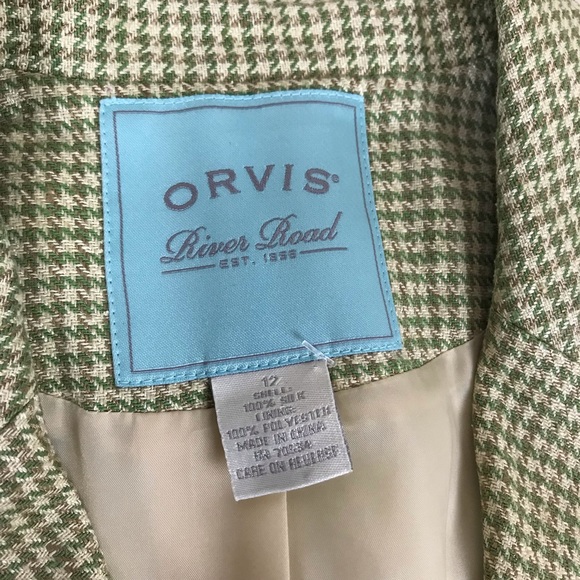 ORVIS®
River Road
EST. 1856
12
SHELL:
100% SILK
LINING:
100% POLYESTER
MADE IN CHINA
RN 70534
CARE ON REVERSE